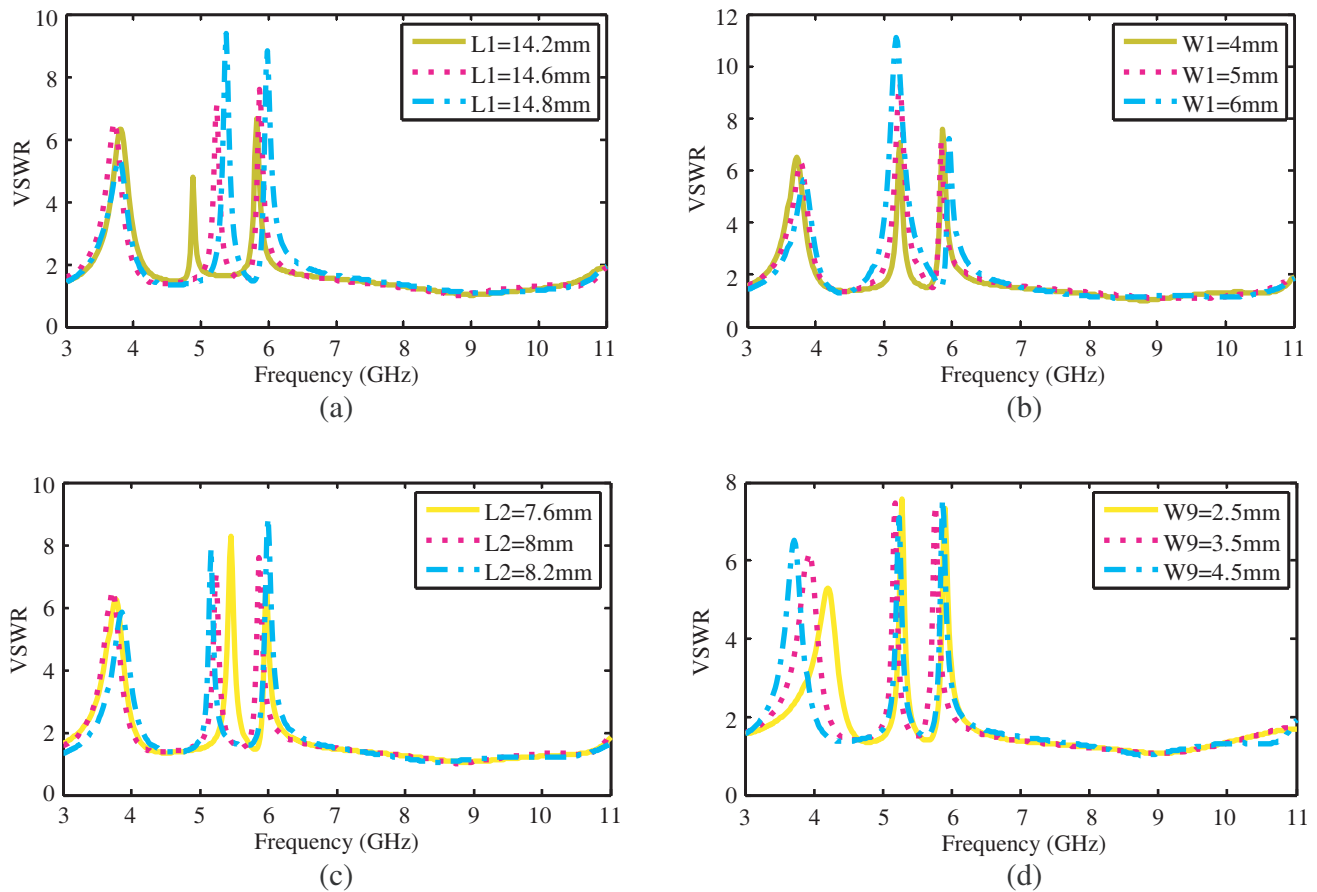 10
8
6
4
2
0
VSWR
L1=14.2mm
L1=14.6mm
L1=14.8mm
3 4 5 6 7 8 9 10 11
Frequency (GHz)
(a)
12
10
8
6
4
2
0
VSWR
W1=4mm
W1=5mm
W1=6mm
3 4 5 6 7 8 9 10 11
Frequency (GHz)
(b)
10
8
6
4
2
0
VSWR
L2=7.6mm
L2=8mm
L2=8.2mm
3 4 5 6 7 8 9 10 11
Frequency (GHz)
(c)
8
6
4
2
0
VSWR
W9=2.5mm
W9=3.5mm
W9=4.5mm
3 4 5 6 7 8 9 10 11
Frequency (GHz)
(d)